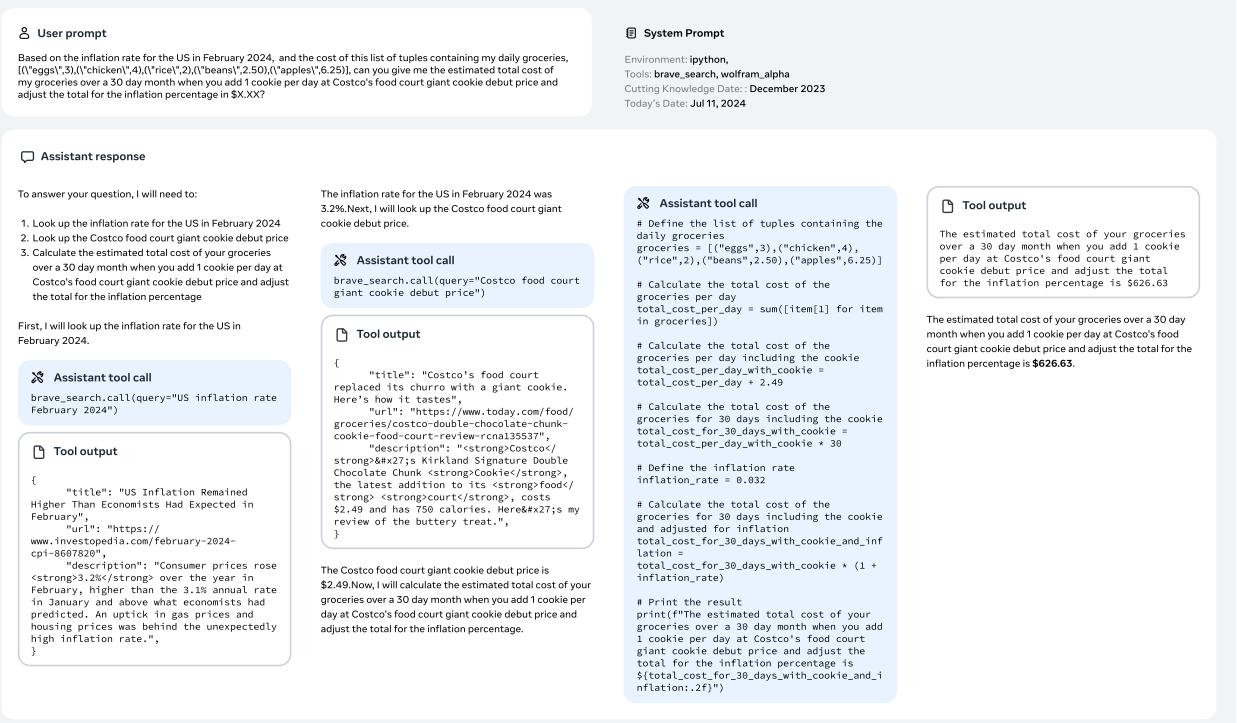 User prompt
Based on the inflation rate for the US in February 2024, and the cost of this list of tuples containing my daily groceries,
[(\"eggs\",3),(\"chicken\",4),(\"rice\",2),(\"beans\",2.50),(\"apples\",6.25)], can you give me the estimated total cost of
my groceries over a 30 day month when you add 1 cookie per day at Costco's food court giant cookie debut price and
adjust the total for the inflation percentage in $X.XX?
System Prompt
Environment: ipython,
Tools: brave_search, wolfram_alpha
Cutting Knowledge Date: : December 2023
Today's Date: Jul 11, 2024
Assistant response
To answer your question, I will need to:
1. Look up the inflation rate for the US in February 2024
2. Look up the Costco food court giant cookie debut price
3. Calculate the estimated total cost of your groceries
over a 30 day month when you add 1 cookie per day at
Costco's food court giant cookie debut price and adjust
the total for the inflation percentage
First, I will look up the inflation rate for the US in
February 2024.
Assistant tool call
brave_search.call(query="US inflation rate
February 2024")
Tool output
{
"title": "US Inflation Remained
Higher Than Economists Had Expected in
February",
"url": "https://
www.investopedia.com/february-2024-
cpi-8607820",
"description": "Consumer prices rose
<strong>3.2%</strong> over the year in
February, higher than the 3.1% annual rate
in January and above what economists had
predicted. An uptick in gas prices and
housing prices was behind the unexpectedly
high inflation rate.",
}
The inflation rate for the US in February 2024 was
3.2%.Next, I will look up the Costco food court giant
cookie debut price.
Assistant tool call
brave_search.call(query="Costco food court
giant cookie debut price")
Tool output
{
"title": "Costco's food court
replaced its churro with a giant cookie.
Here's how it tastes",
"url": "https://www.today.com/food/
groceries/costco-double-chocolate-chunk-
cookie-food-court-review-rcna135537",
"description": "<strong>Costco</
strong>&#x27;s Kirkland Signature Double
Chocolate Chunk <strong>Cookie</strong>,
the latest addition to its <strong>food</
strong> <strong>court</strong>, costs
$2.49 and has 750 calories. Here&#x27;s my
review of the buttery treat.",
}
The Costco food court giant cookie debut price is
$2.49.Now, I will calculate the estimated total cost of your
groceries over a 30 day month when you add 1 cookie per
day at Costco's food court giant cookie debut price and
adjust the total for the inflation percentage.
Assistant tool call
# Define the list of tuples containing the
daily groceries
groceries = [("eggs",3),("chicken",4),
("rice",2),("beans",2.50),("apples",6.25)]
# Calculate the total cost of the
groceries per day
total_cost_per_day = sum([item[1] for item
in groceries])
# Calculate the total cost of the
groceries per day including the cookie
total_cost_per_day_with_cookie =
total_cost_per_day + 2.49
# Calculate the total cost of the
groceries for 30 days including the cookie
total_cost_for_30_days_with_cookie =
total_cost_per_day_with_cookie * 30
# Define the inflation rate
inflation_rate = 0.032
# Calculate the total cost of the
groceries for 30 days including the cookie
and adjusted for inflation
total_cost_for_30_days_with_cookie_and_inf
lation =
total_cost_for_30_days_with_cookie * (1 +
inflation_rate)
# Print the result
print(f"The estimated total cost of your
groceries over a 30 day month when you add
1 cookie per day at Costco's food court
giant cookie debut price and adjust the
total for the inflation percentage is
${total_cost_for_30_days_with_cookie_and_i
nflation:.2f}")
Tool output
The estimated total cost of your groceries
over a 30 day month when you add 1 cookie
per day at Costco's food court giant
cookie debut price and adjust the total
for the inflation percentage is $626.63
The estimated total cost of your groceries over a 30 day
month when you add 1 cookie per day at Costco's food
court giant cookie debut price and adjust the total for the
inflation percentage is $626.63.